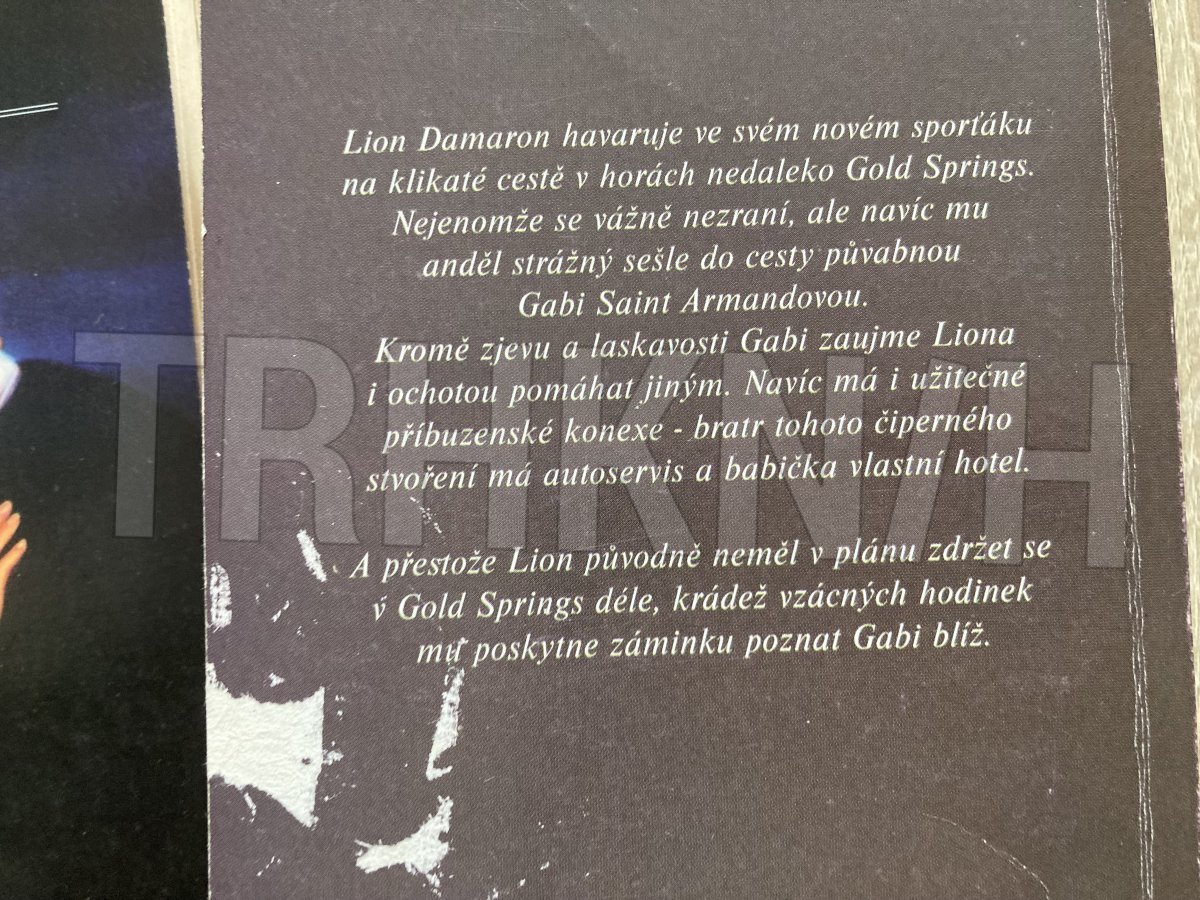 Lion Damaron havaruje ve svém novém sporťáku
na klikaté cestě v horách nedaleko Gold Springs.
Nejenomže se vážně nezraní, ale navíc mu
anděl strážný sešle do cesty půvabnou
Gabi Saint Armandovou.
Kromě zjevu a laskavosti Gabi zaujme Liona
i ochotou pomáhat jiným. Navíc má i užitečné
příbuzenské konexe - bratr tohoto čiperného
stvoření má autoservis a babička vlastní hotel.
A přestože Lion původně neměl v plánu zdržet se
v Gold Springs déle, krádež vzácných hodinek
mu poskytne záminku poznat Gabi blíž.
TRHKNIH